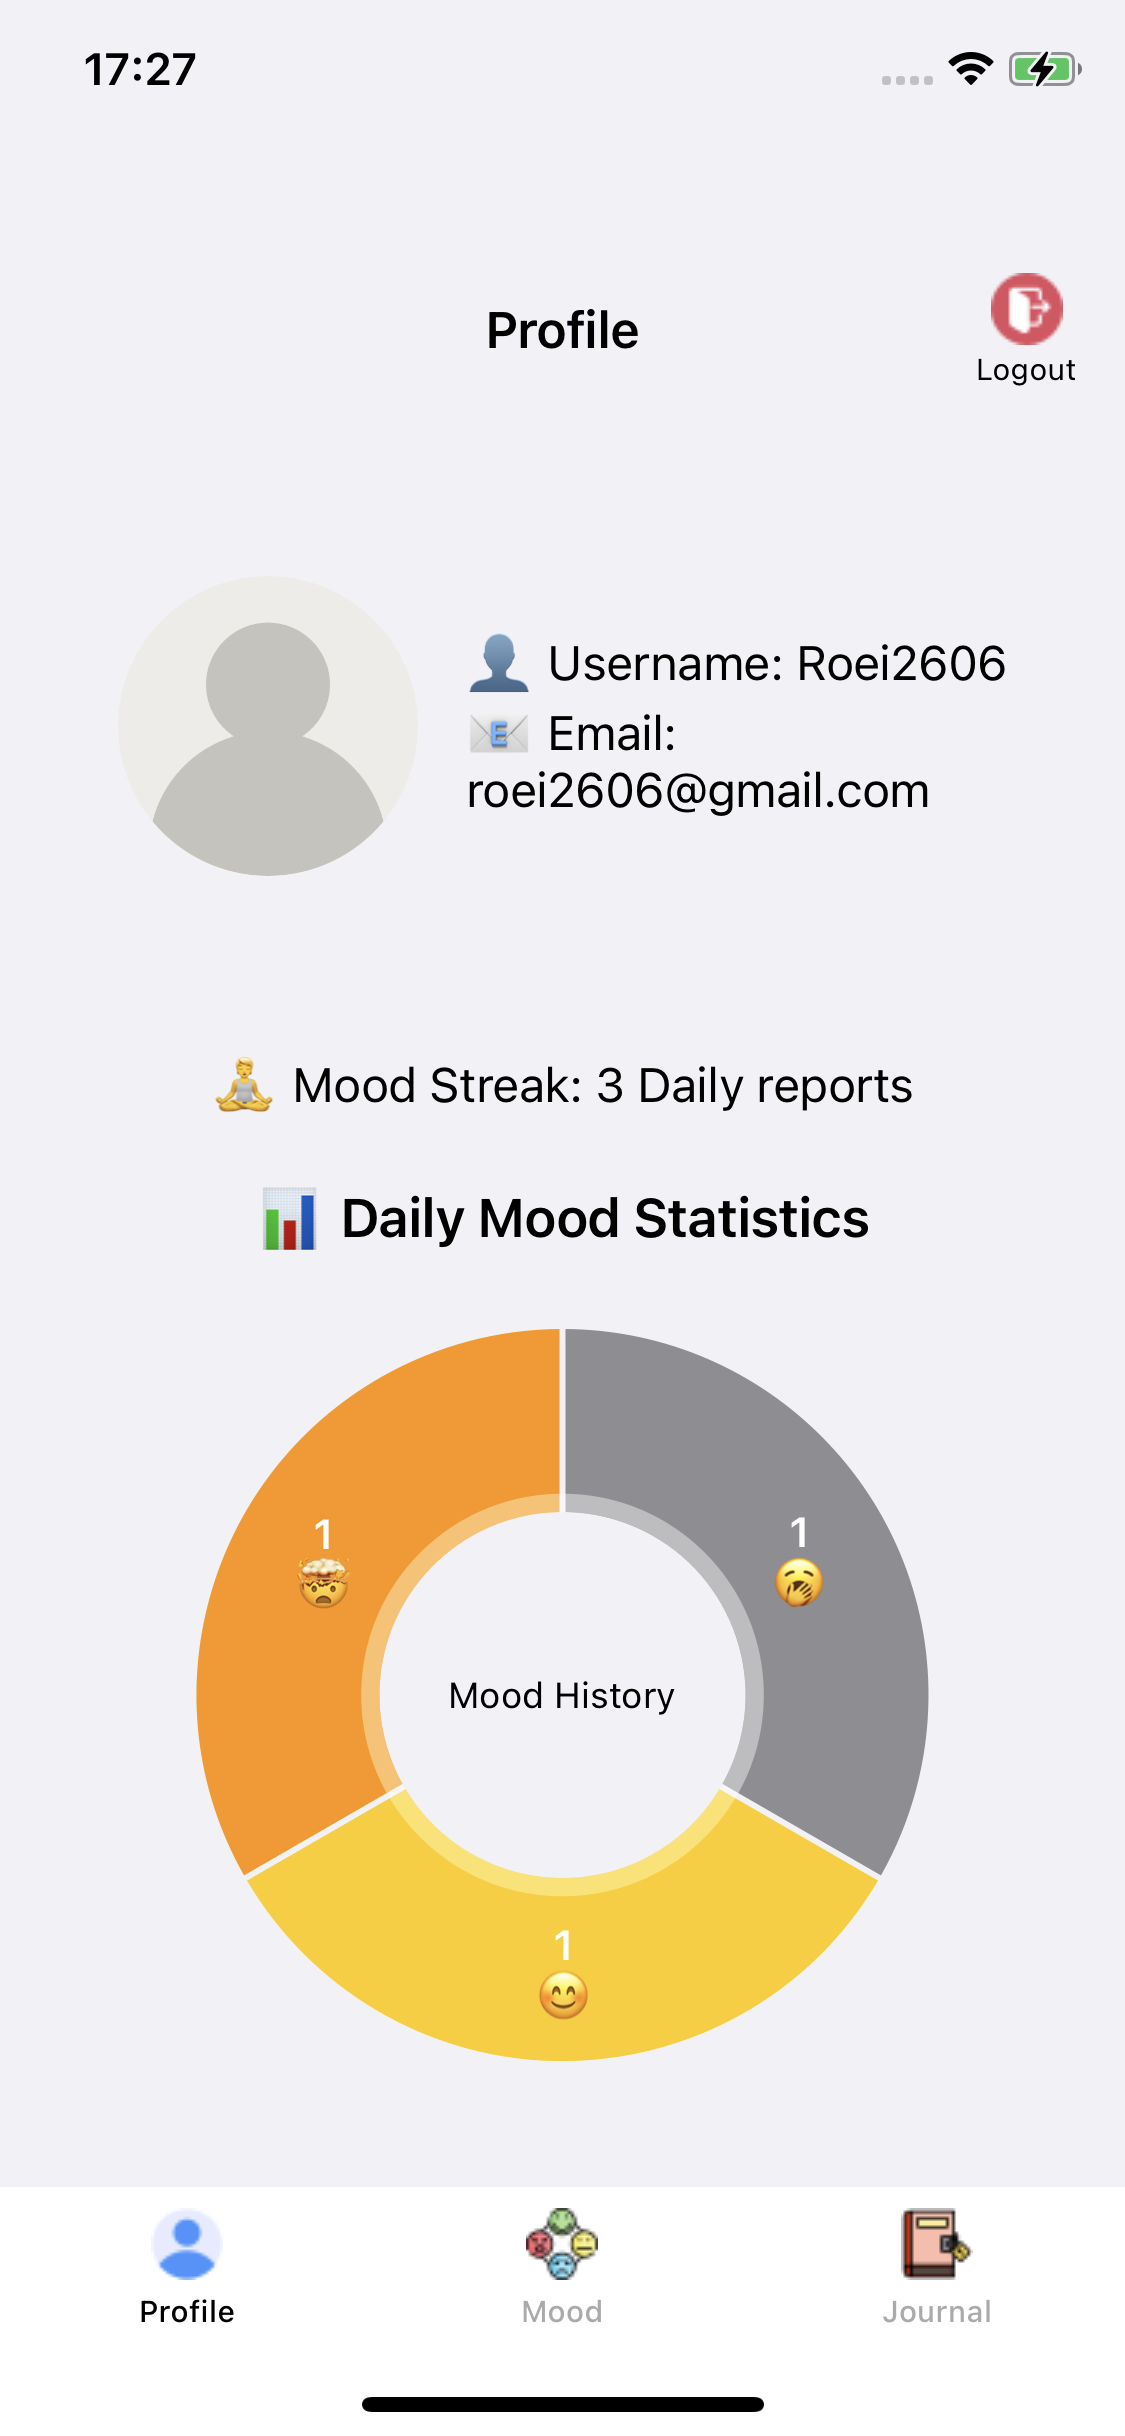 17:27
Profile
Logout
👤 Username: Roei2606
📧 Email:
roei2606@gmail.com
🧘 Mood Streak: 3 Daily reports
📊 Daily Mood Statistics
1
🤯
1
🥱
Mood History
1
😊
Profile
Mood
Journal